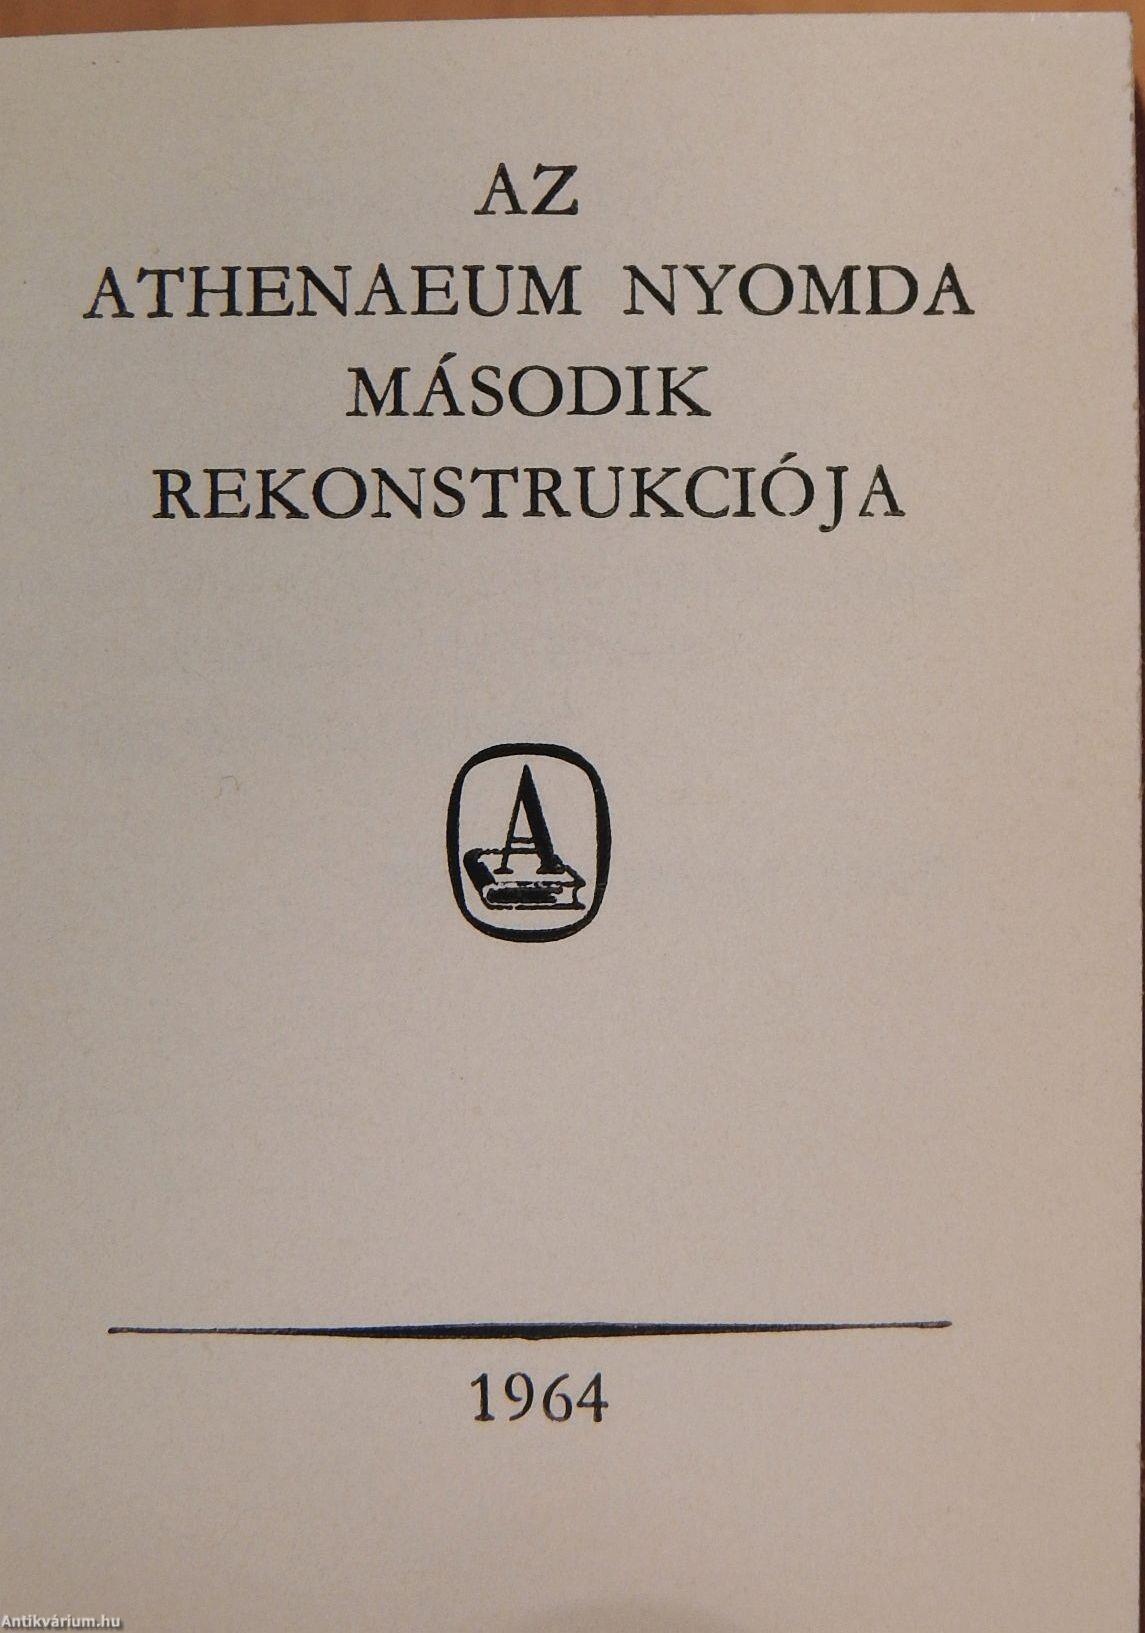 AZ
ATHENAEUM NYOMDA
MÁSODIK
REKONSTRUKCIÓJA
A
1964
Antikvárium.hu